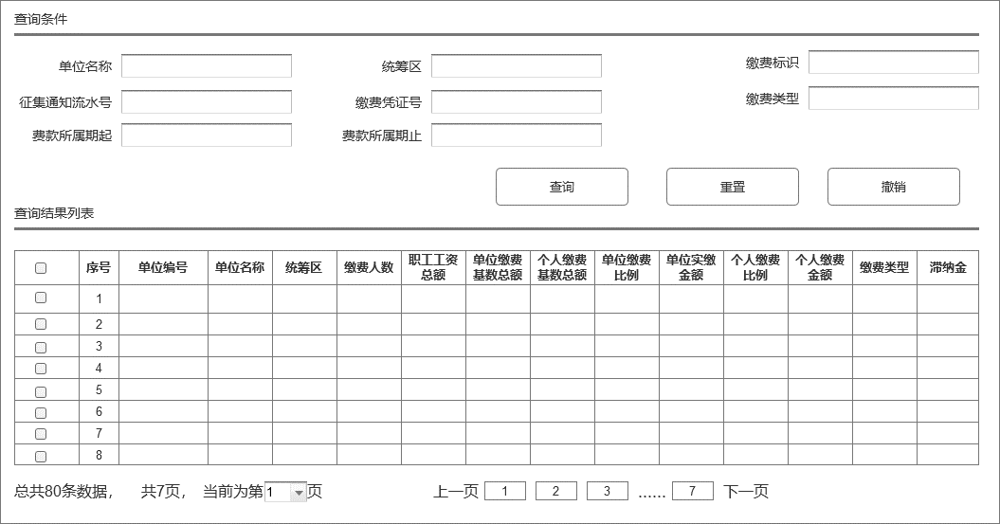 查询条件
单位名称 统筹区 缴费标识
征集通知流水号 缴费凭证号 缴费类型
费款所属期起 费款所属期止
查询 重置 撤销
查询结果列表
序号 单位编号 单位名称 统筹区 缴费人数 职工工资总额 单位缴费基数总额 个人缴费基数总额 单位缴费比例 单位实缴金额 个人缴费比例 个人缴费金额 缴费类型 滞纳金
1
2
3
4
5
6
7
8
总共80条数据， 共7页， 当前为第1页 上一页 1 2 3 ...... 7 下一页